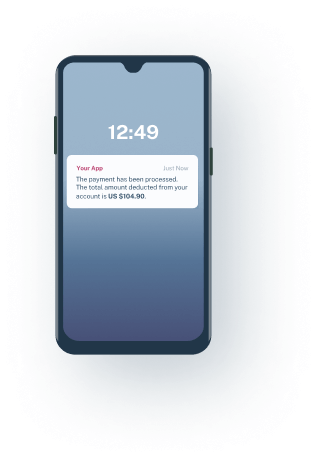 12:49
Your App Just Now
The payment has been processed.
The total amount deducted from your
account is US $104.90.